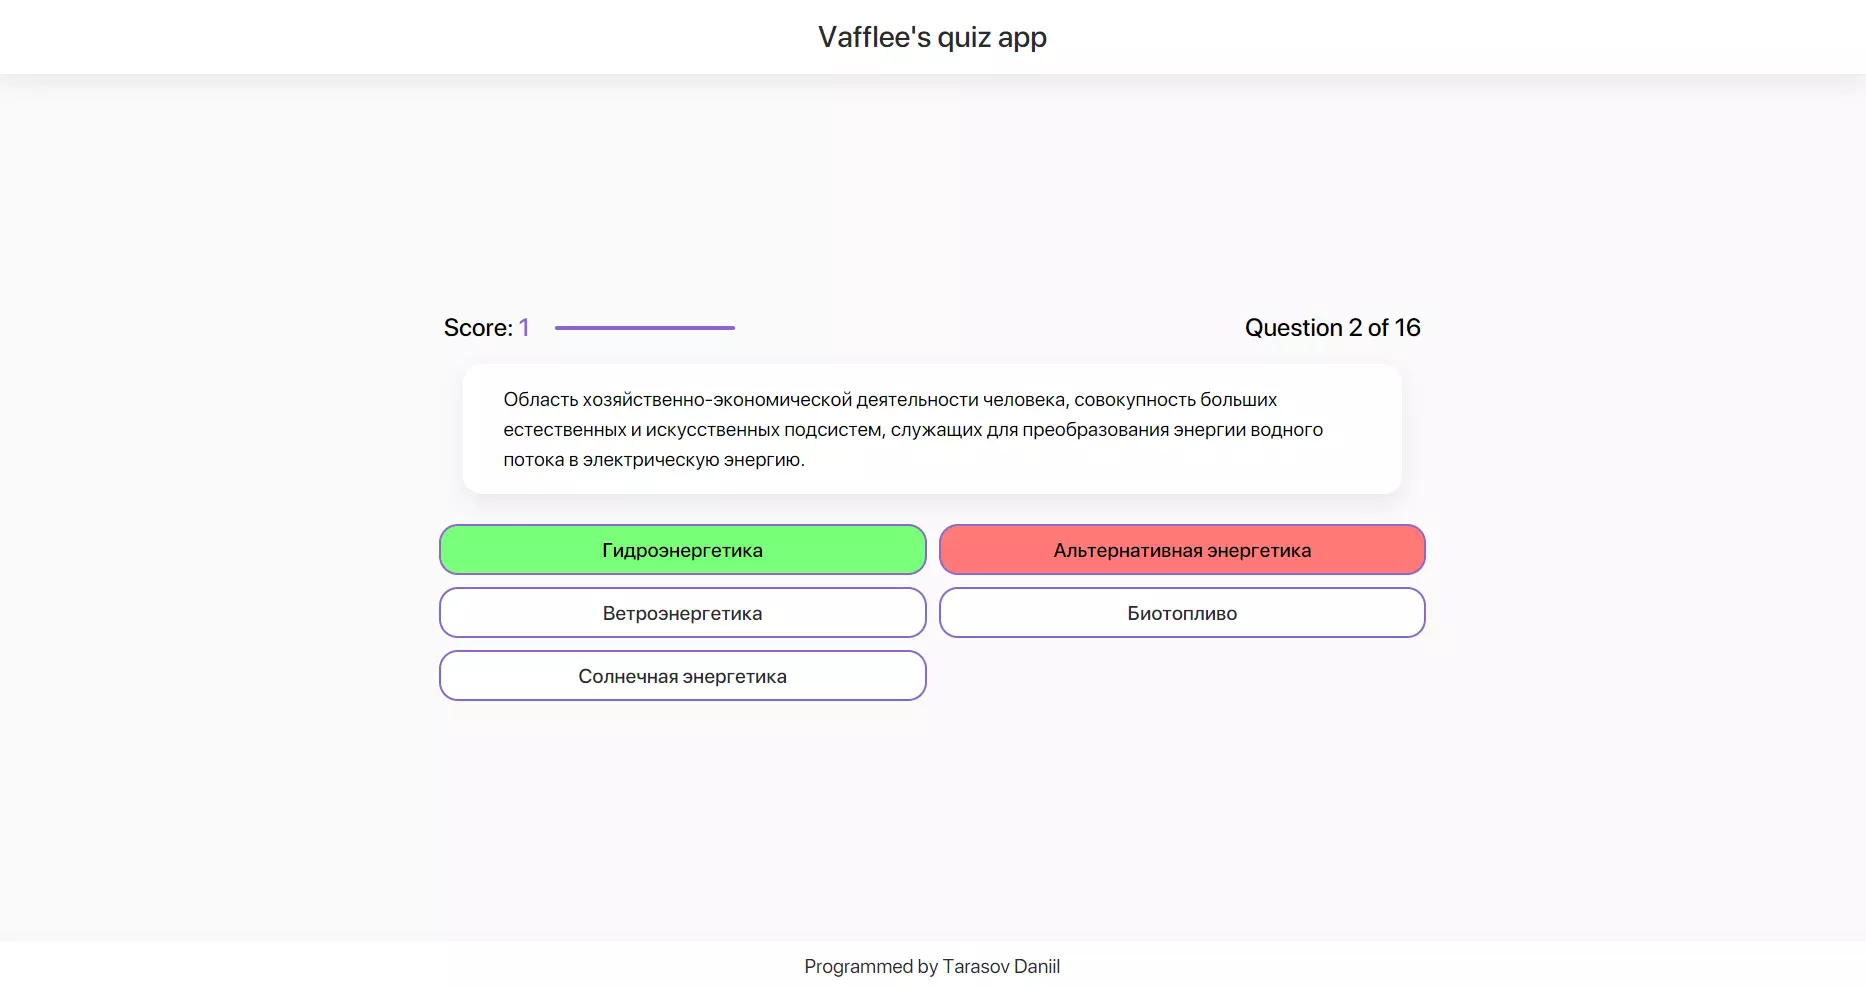 Vafflee's quiz app
Score: 1
Question 2 of 16
Область хозяйственно-экономической деятельности человека, совокупность больших
естественных и искусственных подсистем, служащих для преобразования энергии водного
потока в электрическую энергию.
Гидроэнергетика
Альтернативная энергетика
Ветроэнергетика
Биотопливо
Солнечная энергетика
Programmed by Tarasov Daniil